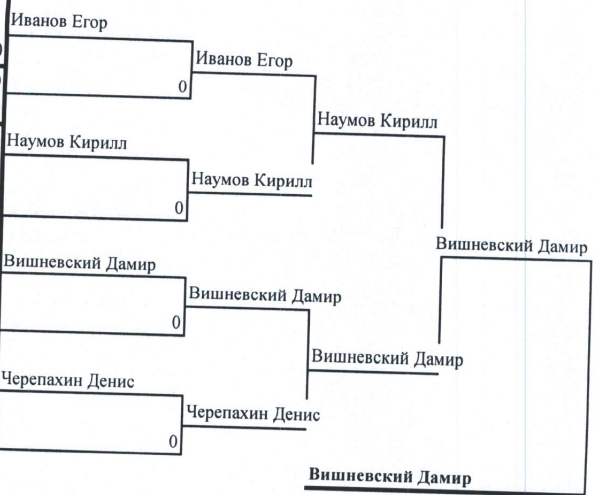 Иванов Егор
Иванов Егор
0
Наумов Кирилл
Наумов Кирилл
Наумов Кирилл
0
Вишневский Дамир
Вишневский Дамир
Вишневский Дамир
0
Вишневский Дамир
Черепахин Денис
Черепахин Денис
0
Вишневский Дамир